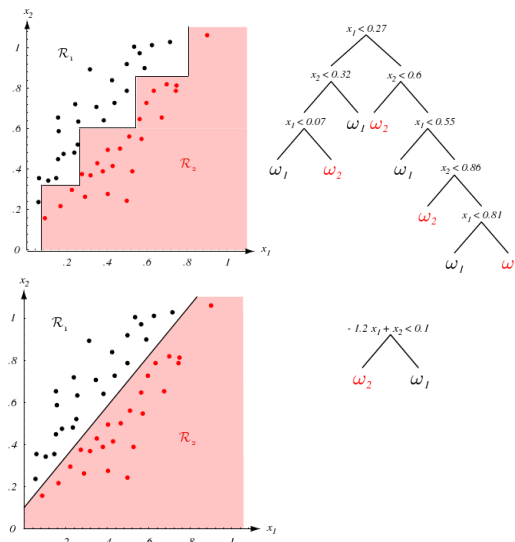 x2
1
.8
.6
.4
.2
0
.2 .4 .6 .8 1
x1
R1
R2
x1 < 0.27
x2 < 0.32 x2 < 0.6
x1 < 0.07 ω1 ω2 x1 < 0.55
ω1 ω2 ω1 x2 < 0.86
ω2 x1 < 0.81
ω1 ω
x2
1
.8
.6
.4
.2
0
.2 .4 .6 .8 1
x1
R1
R2
- 1.2 x1 + x2 < 0.1
ω2 ω1